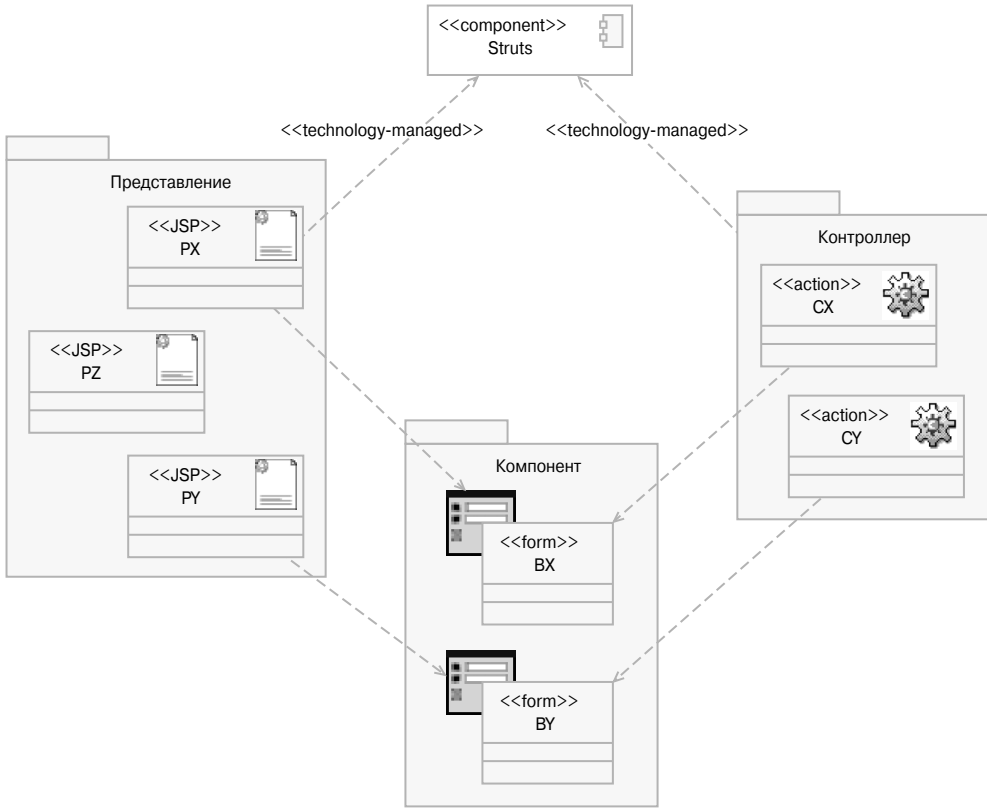 <<component>>
Struts
<<technology-managed>>
<<technology-managed>>
Представление
<<JSP>>
PX
<<JSP>>
PZ
<<JSP>>
PY
Контроллер
<<action>>
CX
<<action>>
CY
Компонент
<<form>>
BX
<<form>>
BY